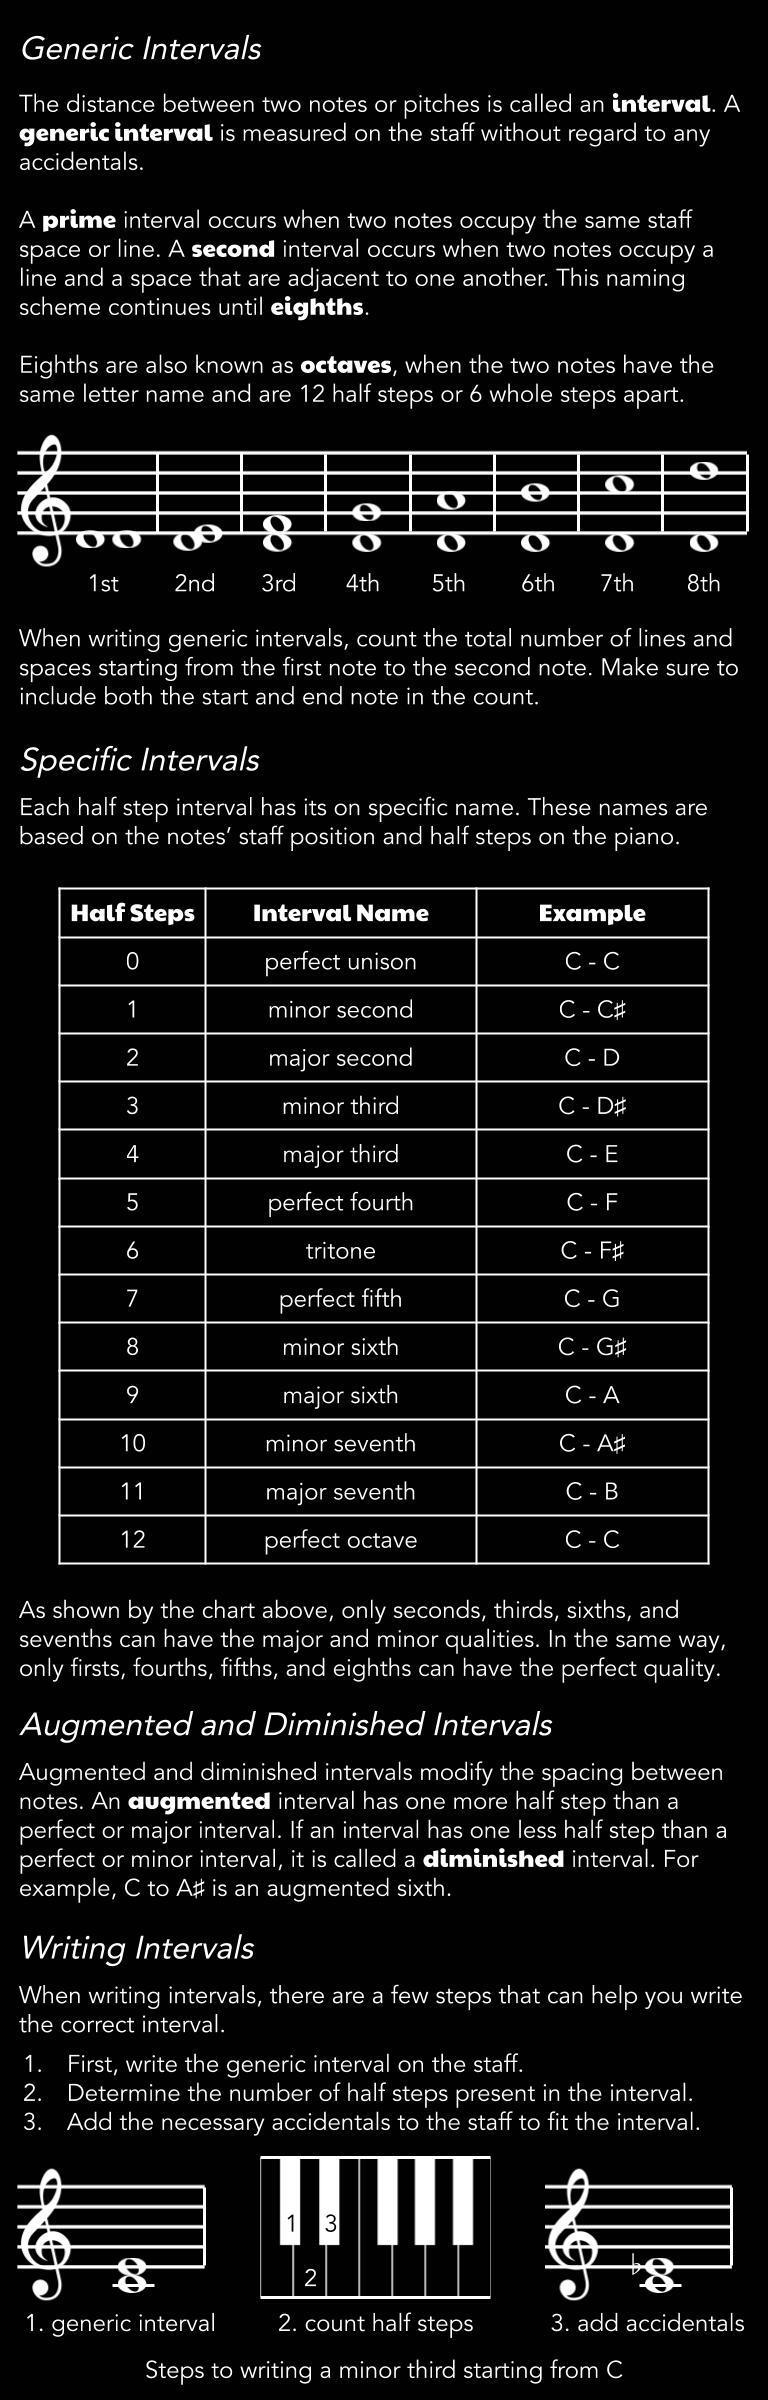 Generic Intervals
The distance between two notes or pitches is called an interval. A
generic interval is measured on the staff without regard to any
accidentals.
A prime interval occurs when two notes occupy the same staff
space or line. A second interval occurs when two notes occupy a
line and a space that are adjacent to one another. This naming
scheme continues until eighths.
Eighths are also known as octaves, when the two notes have the
same letter name and are 12 half steps or 6 whole steps apart.
1st 2nd 3rd 4th 5th 6th 7th 8th
When writing generic intervals, count the total number of lines and
spaces starting from the first note to the second note. Make sure to
include both the start and end note in the count.
Specific Intervals
Each half step interval has its on specific name. These names are
based on the notes’ staff position and half steps on the piano.
Half Steps Interval Name Example
0 perfect unison C - C
1 minor second C - C♯
2 major second C - D
3 minor third C - D♯
4 major third C - E
5 perfect fourth C - F
6 tritone C - F♯
7 perfect fifth C - G
8 minor sixth C - G♯
9 major sixth C - A
10 minor seventh C - A♯
11 major seventh C - B
12 perfect octave C - C
As shown by the chart above, only seconds, thirds, sixths, and
sevenths can have the major and minor qualities. In the same way,
only firsts, fourths, fifths, and eighths can have the perfect quality.
Augmented and Diminished Intervals
Augmented and diminished intervals modify the spacing between
notes. An augmented interval has one more half step than a
perfect or major interval. If an interval has one less half step than a
perfect or minor interval, it is called a diminished interval. For
example, C to A♯ is an augmented sixth.
Writing Intervals
When writing intervals, there are a few steps that can help you write
the correct interval.
1. First, write the generic interval on the staff.
2. Determine the number of half steps present in the interval.
3. Add the necessary accidentals to the staff to fit the interval.
1 3
2
1. generic interval 2. count half steps 3. add accidentals
Steps to writing a minor third starting from C